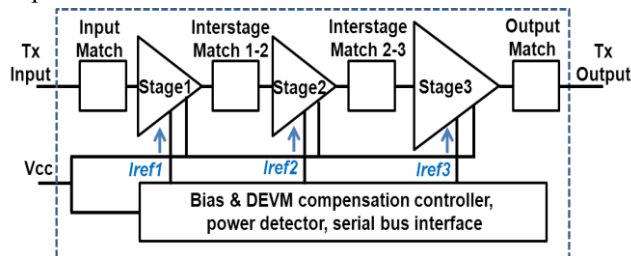 Input
Match
Interstage
Match 1-2
Interstage
Match 2-3
Output
Match
Tx
Input
Tx
Output
Stage1
Stage2
Stage3
Iref1
Iref2
Iref3
Vcc
Bias & DEVM compensation controller,
power detector, serial bus interface